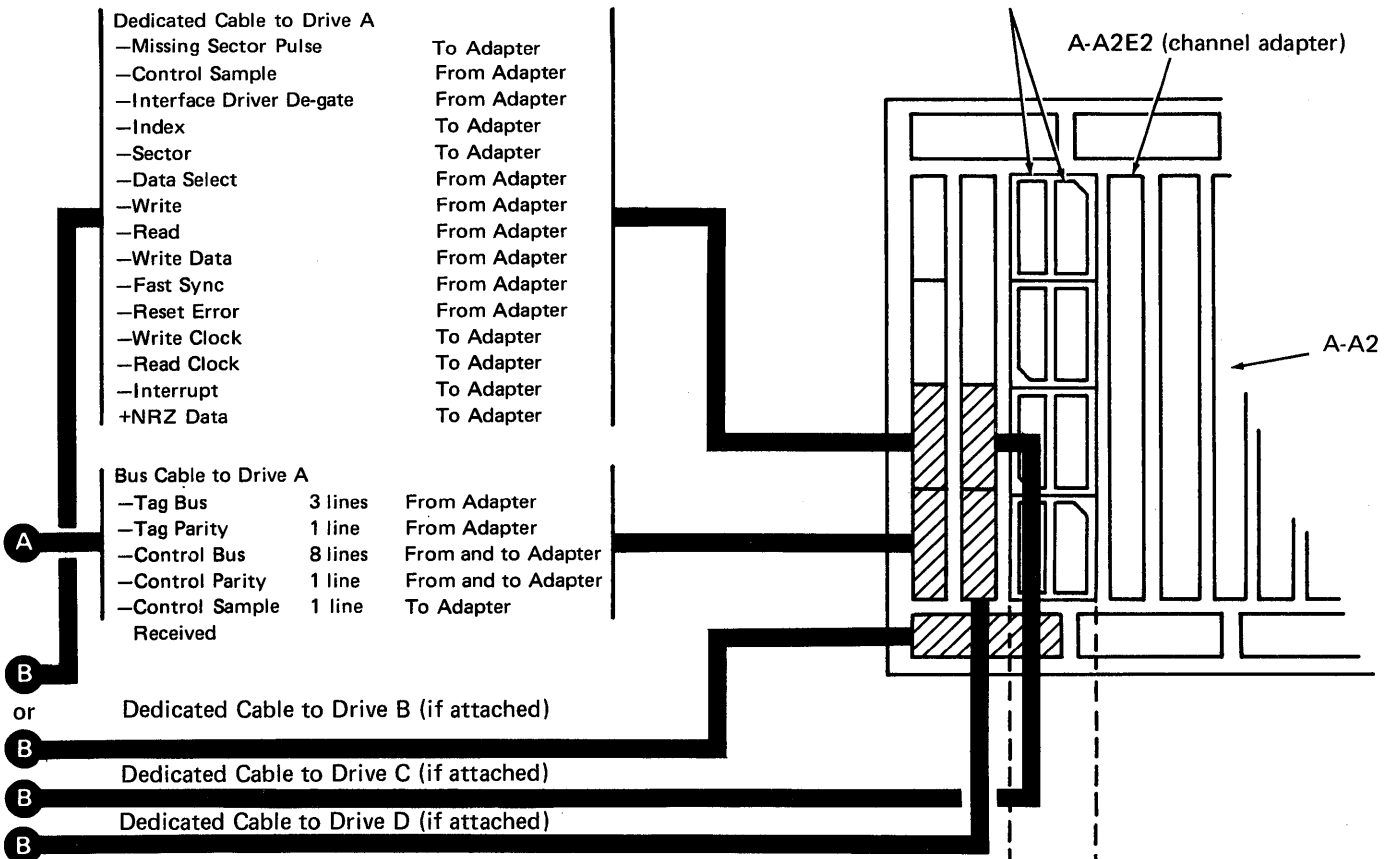 Dedicated Cable to Drive A
—Missing Sector Pulse To Adapter
—Control Sample From Adapter
—Interface Driver De-gate From Adapter
—Index To Adapter
—Sector To Adapter
—Data Select From Adapter
—Write From Adapter
—Read From Adapter
—Write Data From Adapter
—Fast Sync From Adapter
—Reset Error From Adapter
—Write Clock To Adapter
—Read Clock To Adapter
—Interrupt To Adapter
+NRZ Data To Adapter
A-A2E2 (channel adapter)
A-A2
Bus Cable to Drive A
—Tag Bus 3 lines From Adapter
—Tag Parity 1 line From Adapter
—Control Bus 8 lines From and to Adapter
—Control Parity 1 line From and to Adapter
—Control Sample 1 line To Adapter
Received
A
B
or
Dedicated Cable to Drive B (if attached)
B
Dedicated Cable to Drive C (if attached)
B
Dedicated Cable to Drive D (if attached)
B